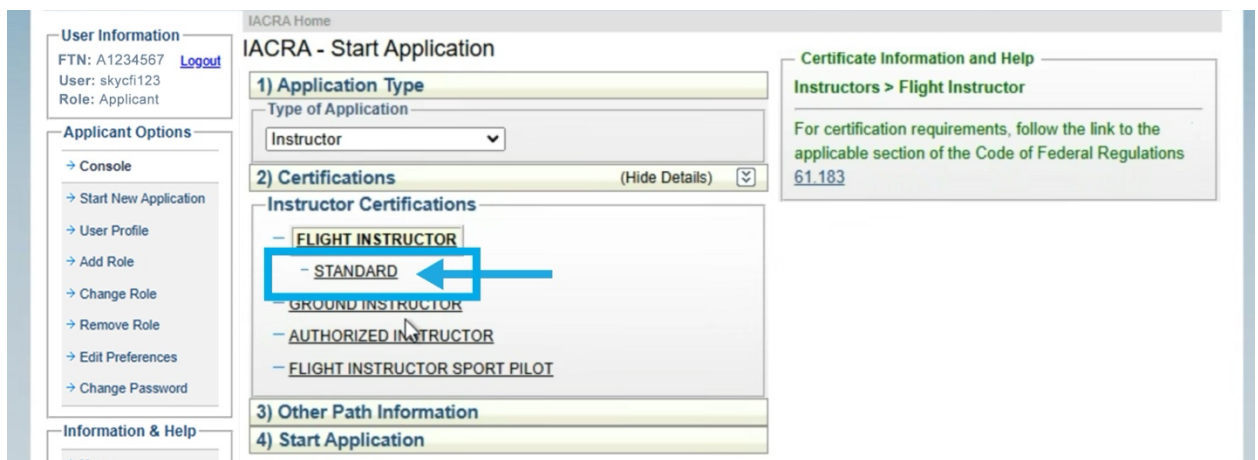 IACRA Home
User Information
FTN: A1234567 Logout
User: skycfi123
Role: Applicant
Applicant Options
→ Console
→ Start New Application
→ User Profile
→ Add Role
→ Change Role
→ Remove Role
→ Edit Preferences
→ Change Password
Information & Help
IACRA - Start Application
1) Application Type
Type of Application
Instructor
2) Certifications (Hide Details)
Instructor Certifications
FLIGHT INSTRUCTOR
STANDARD
GROUND INSTRUCTOR
AUTHORIZED INSTRUCTOR
FLIGHT INSTRUCTOR SPORT PILOT
3) Other Path Information
4) Start Application
Certificate Information and Help
Instructors > Flight Instructor
For certification requirements, follow the link to the
applicable section of the Code of Federal Regulations
61.183